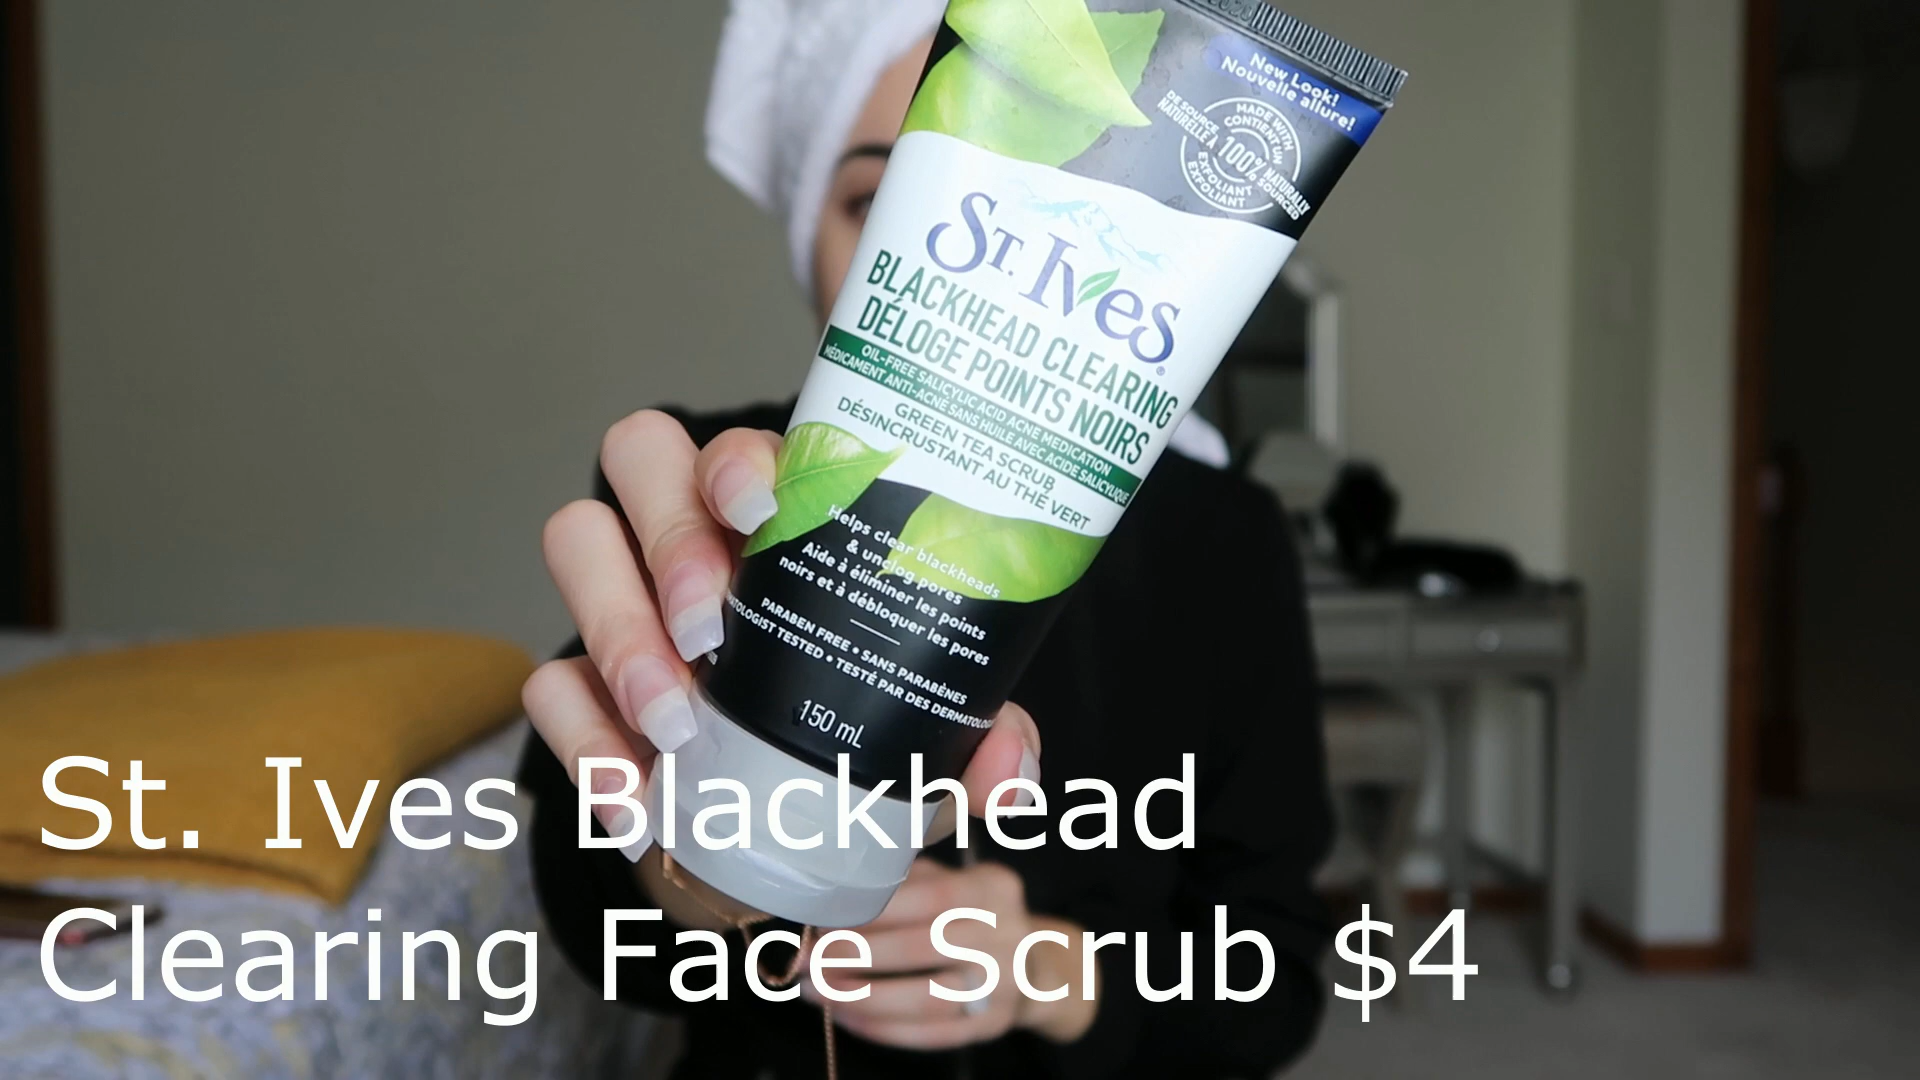 New Look!
Nouvelle allure!
DE SOURCE
NATURELLE À
MADE WITH
CONTIENT UN
100%
NATURALLY
SOURCED
EXFOLIANT
EXFOLIANT
ST. IVES
BLACKHEAD CLEARING
DÉLOGE POINTS NOIRS
OIL-FREE SALICYLIC ACID ACNE MEDICATION
MÉDICAMENT ANTI-ACNÉ SANS HUILE AVEC ACIDE SALICYLIQUE
GREEN TEA SCRUB
DÉSINCRUSTANT AU THÉ VERT
Helps clear blackheads
& unclog pores
Aide à éliminer les points
noirs et à débloquer les pores
PARABEN FREE • SANS PARABÈNES
TESTED • TESTÉ PAR DES
150 mL
St. Ives Blackhead
Clearing Face Scrub $4